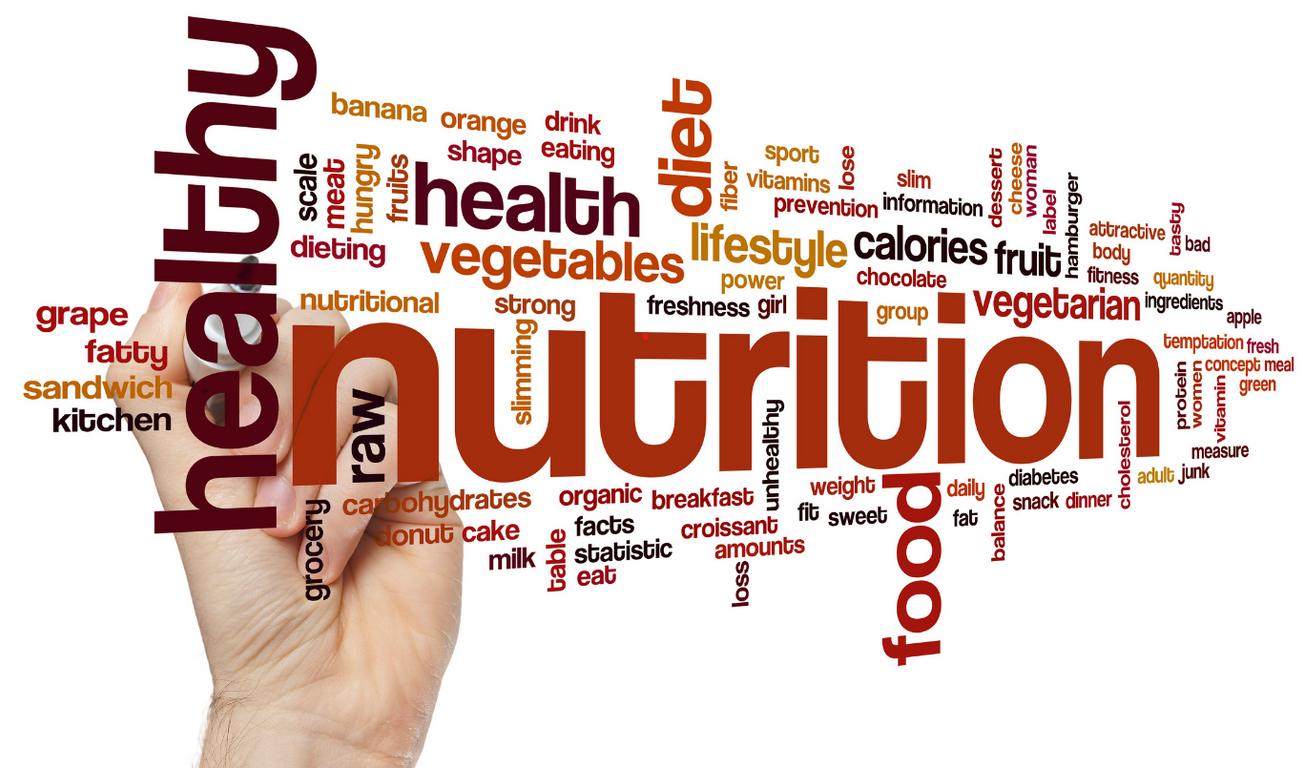 healthy
banana
orange
drink
shape
eating
scale
meat
hungry
fruits
health
diet
fiber
sport
vitamins
lose
prevention
slim
information
dessert
cheese
woman
label
hamburger
attractive
body
tasty
bad
dieting
vegetables
lifestyle
calories
fruit
fitness
quantity
power
chocolate
nutritional
strong
freshness
girl
group
vegetarian
ingredients
apple
grape
fatty
sandwich
kitchen
nutrition
slimming
raw
unhealthy
temptation
fresh
concept
meal
green
protein
women
vitamin
cholesterol
measure
adult
junk
grocery
carbohydrates
donut
cake
milk
organic
breakfast
facts
croissant
table
statistic
amounts
eat
loss
weight
fit
sweet
food
daily
fat
balance
diabetes
snack
dinner